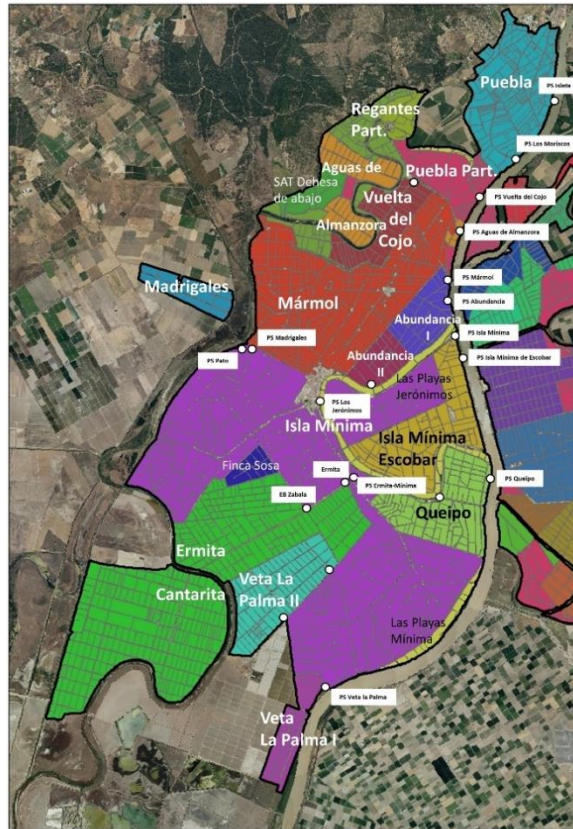 Puebla
PS Isleta
Regantes
Part.
PS Los Moriscos
Aguas de
Puebla Part.
SAT Dehesa
de abajo
Vuelta
del
Cojo
PS Vuelta del Cojo
Almanzora
PS Aguas de Almanzora
Madrigales
Mármol
PS Mármol
PS Abundancia
Abundancia
I
PS Isla Mínima
PS Madrigales
PS Pato
Abundancia
II
PS Isla Mínima de Escobar
Las Playas
Jerónimos
PS Los
Jerónimos
Isla Mínima
Isla Mínima
Escobar
Finca Sosa
Ermita
PS Ermita-Mínima
PS Queipo
EB Zabala
Queipo
Ermita
Cantarita
Veta La
Palma II
Las Playas
Mínima
PS Veta la Palma
Veta
La Palma I